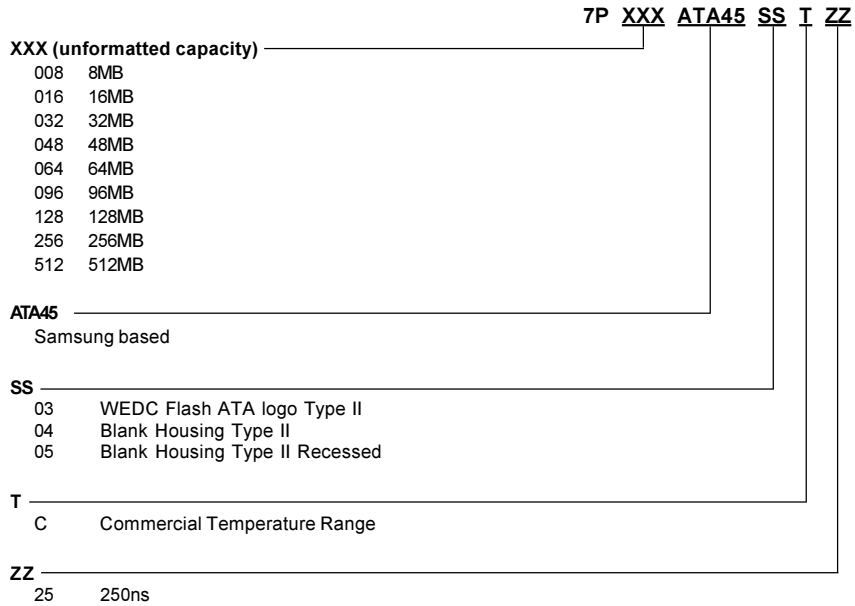 7P XXX ATA45 SS T ZZ
XXX (unformatted capacity)
008 8MB
016 16MB
032 32MB
048 48MB
064 64MB
096 96MB
128 128MB
256 256MB
512 512MB
ATA45
Samsung based
SS
03 WEDC Flash ATA logo Type II
04 Blank Housing Type II
05 Blank Housing Type II Recessed
T
C Commercial Temperature Range
ZZ
25 250ns